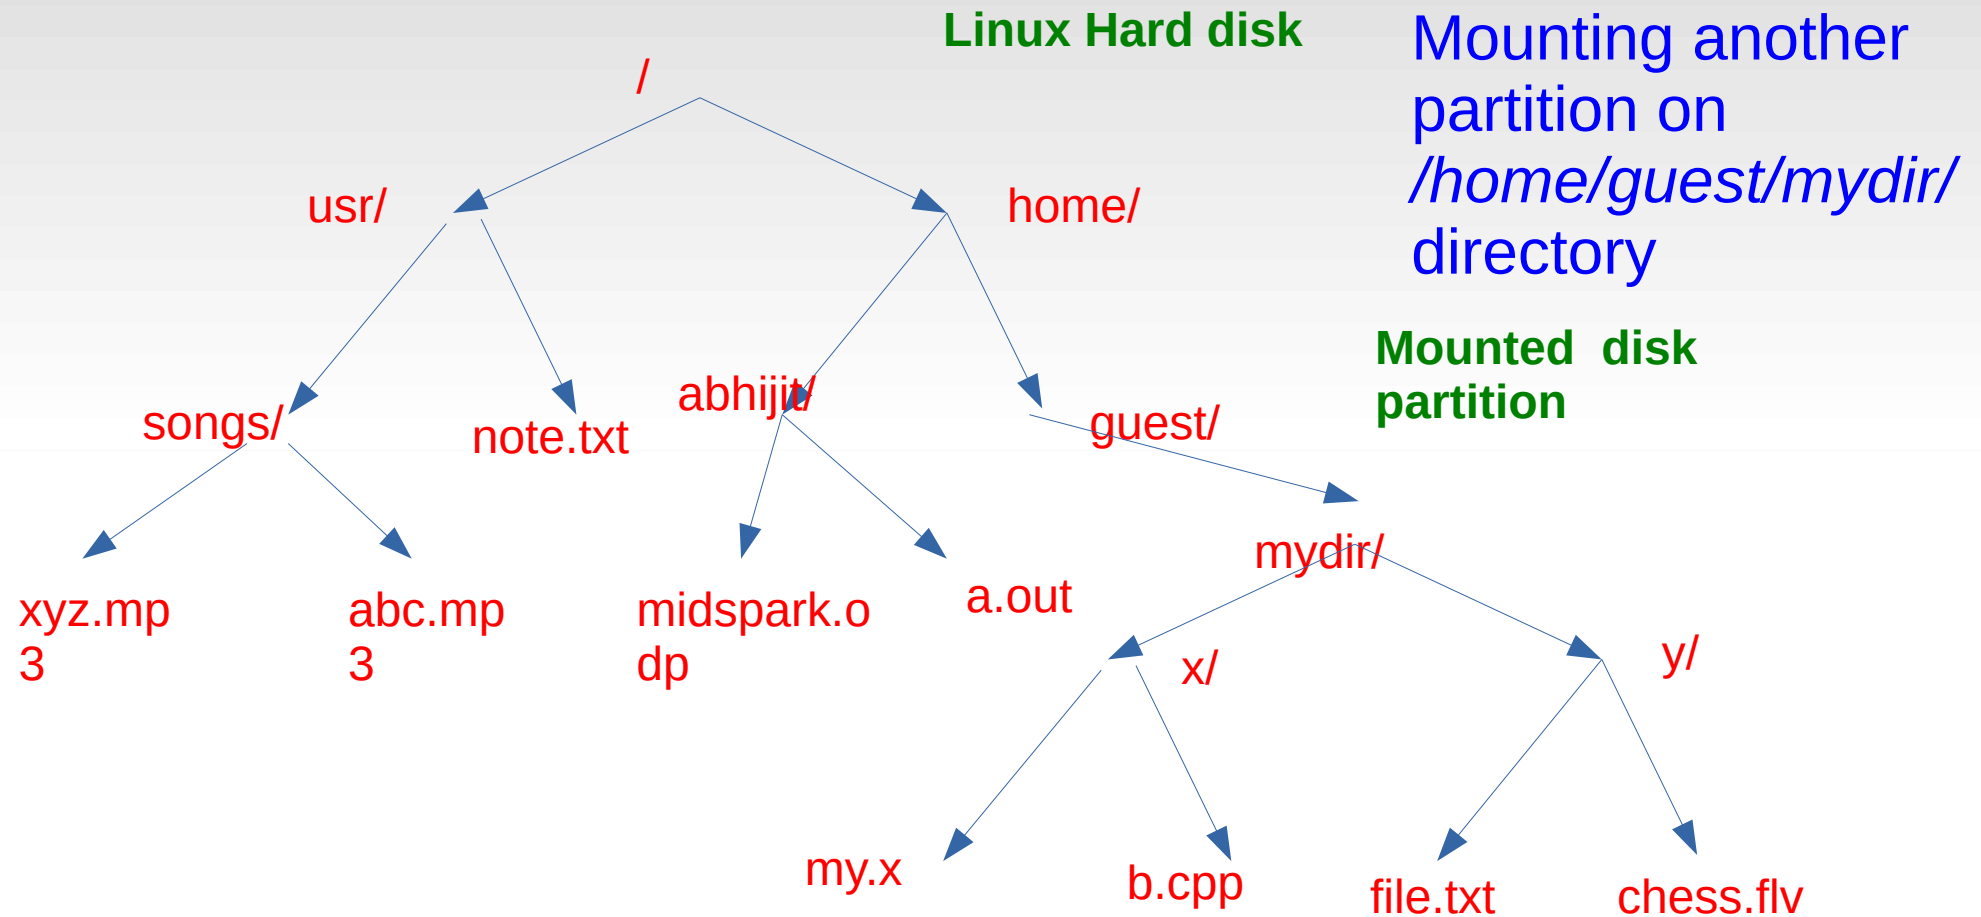 Linux Hard disk
Mounting another
partition on
/home/guest/mydir/
directory
/
usr/
home/
Mounted disk
partition
abhijit/
songs/
note.txt
guest/
mydir/
xyz.mp
3
abc.mp
3
midspark.o
dp
a.out
x/
y/
my.x
b.cpp
file.txt
chess.flv